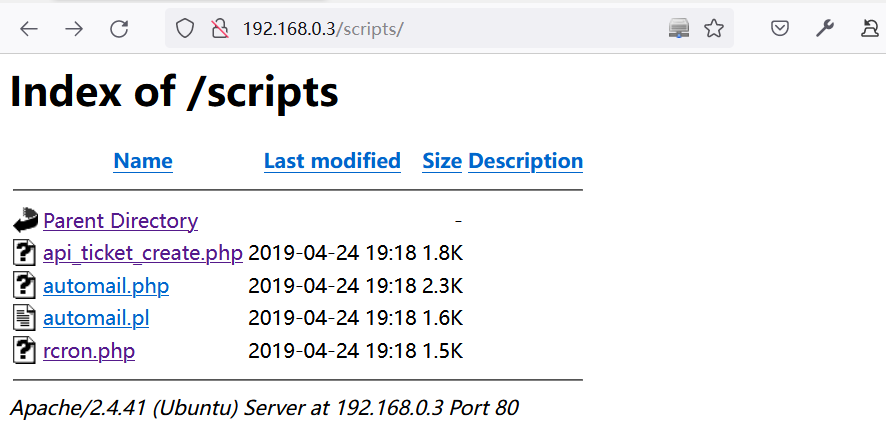 192.168.0.3/scripts/
Index of /scripts
Name Last modified Size Description
Parent Directory -
api_ticket_create.php 2019-04-24 19:18 1.8K
automail.php 2019-04-24 19:18 2.3K
automail.pl 2019-04-24 19:18 1.6K
rcron.php 2019-04-24 19:18 1.5K
Apache/2.4.41 (Ubuntu) Server at 192.168.0.3 Port 80